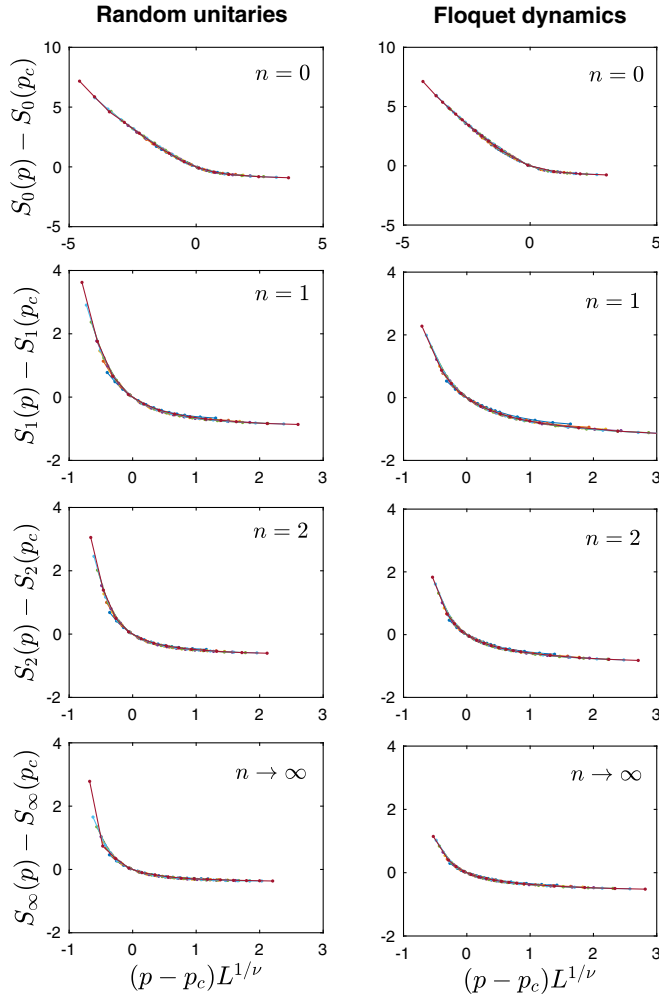 Random unitaries
Floquet dynamics
S_0(p) − S_0(p_c)
10
5
0
-5
n = 0
-5 0 5
10
5
0
-5
n = 0
-5 0 5
S_1(p) − S_1(p_c)
4
2
0
-2
n = 1
-1 0 1 2 3
4
2
0
-2
n = 1
-1 0 1 2 3
S_2(p) − S_2(p_c)
4
2
0
-2
n = 2
-1 0 1 2 3
4
2
0
-2
n = 2
-1 0 1 2 3
S_∞(p) − S_∞(p_c)
4
2
0
-2
n → ∞
-1 0 1 2 3
4
2
0
-2
n → ∞
-1 0 1 2 3
(p − p_c)L^{1/ν}
(p − p_c)L^{1/ν}